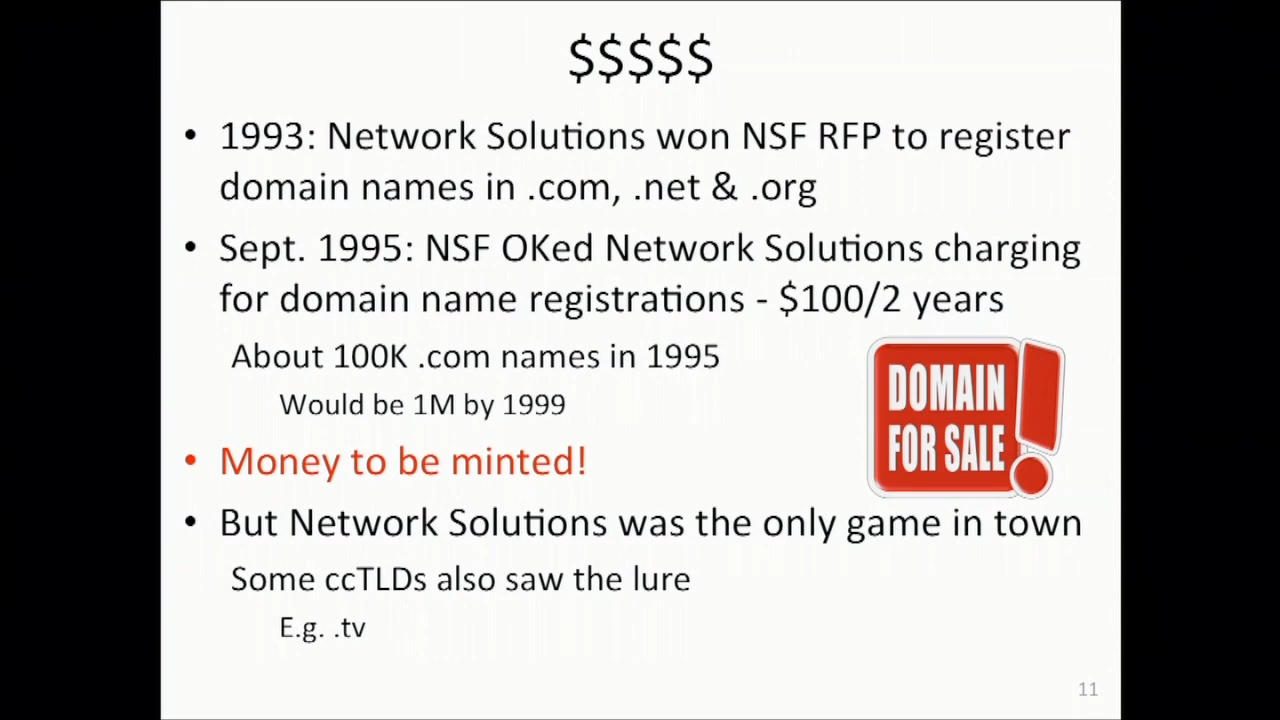 $$$$$
• 1993: Network Solutions won NSF RFP to register
domain names in .com, .net & .org
• Sept. 1995: NSF OKed Network Solutions charging
for domain name registrations - $100/2 years
About 100K .com names in 1995
Would be 1M by 1999
DOMAIN
FOR SALE
• Money to be minted!
• But Network Solutions was the only game in town
Some ccTLDs also saw the lure
E.g. .tv
11